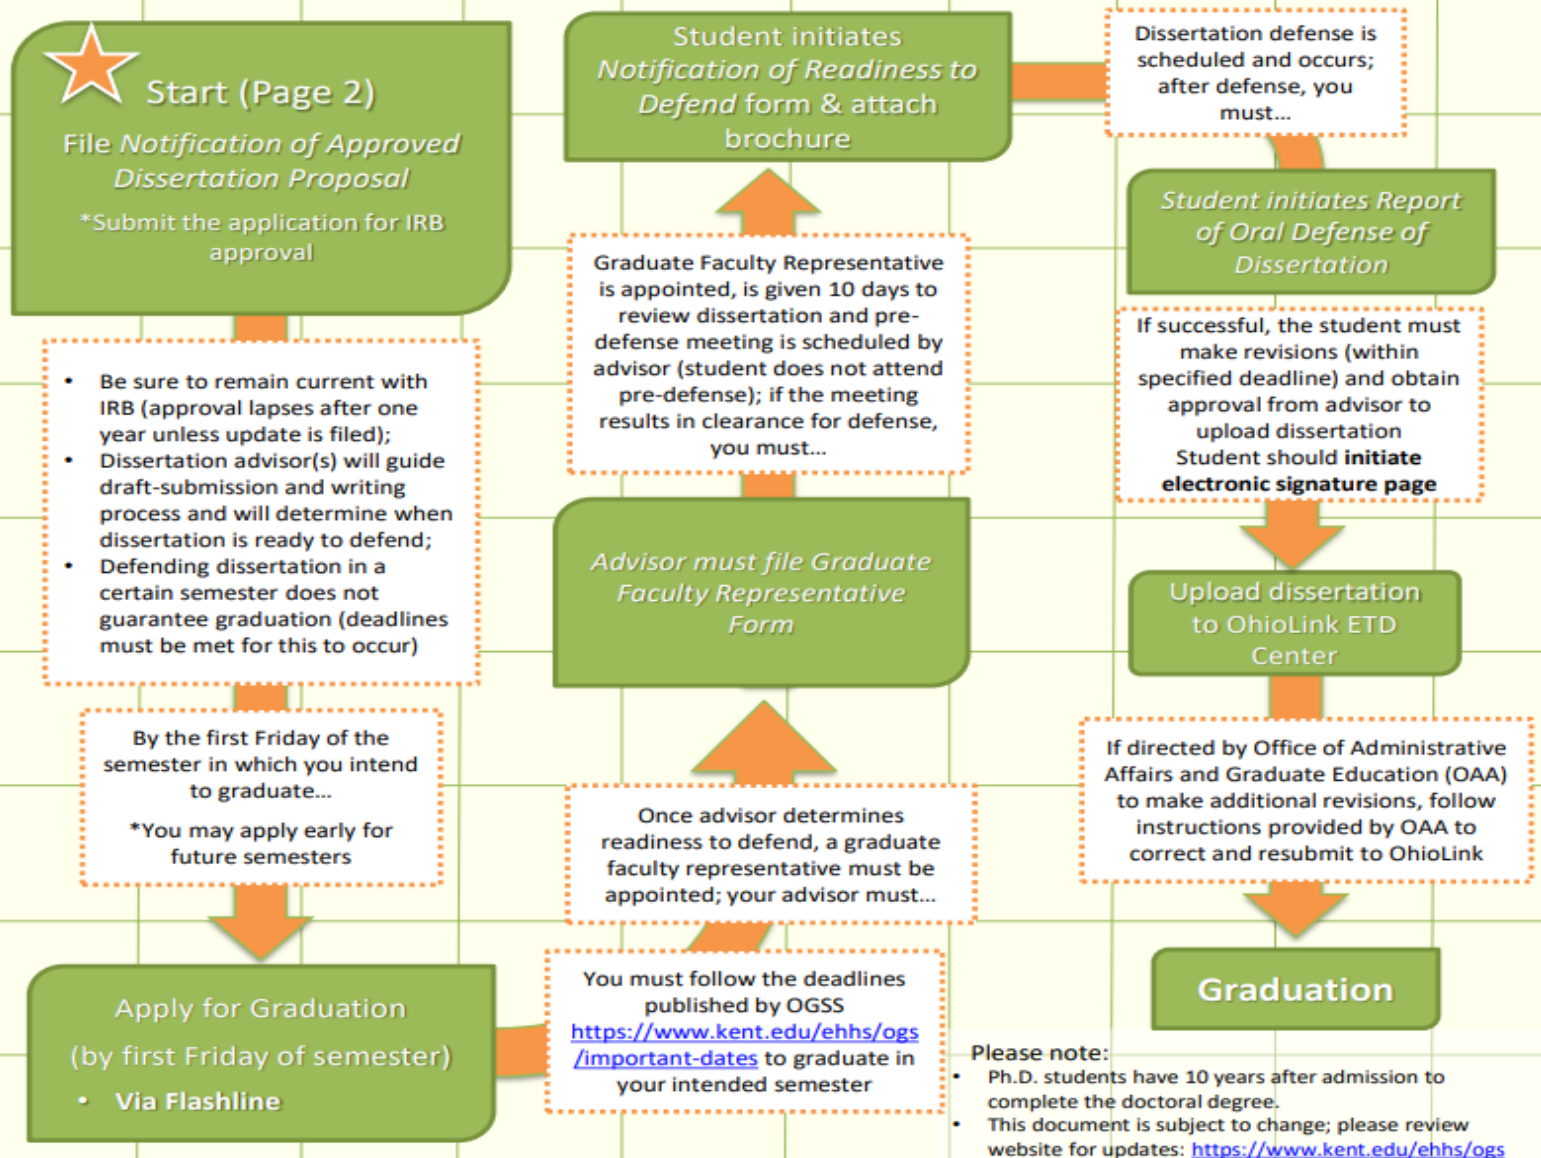 Start (Page 2)
File Notification of Approved
Dissertation Proposal
*Submit the application for IRB
approval
• Be sure to remain current with
IRB (approval lapses after one
year unless update is filed);
• Dissertation advisor(s) will guide
draft-submission and writing
process and will determine when
dissertation is ready to defend;
• Defending dissertation in a
certain semester does not
guarantee graduation (deadlines
must be met for this to occur)
By the first Friday of the
semester in which you intend
to graduate...
*You may apply early for
future semesters
Apply for Graduation
(by first Friday of semester)
• Via Flashline
You must follow the deadlines
published by OGSS
https://www.kent.edu/ehhs/ogs
/important-dates to graduate in
your intended semester
Once advisor determines
readiness to defend, a graduate
faculty representative must be
appointed; your advisor must...
Advisor must file Graduate
Faculty Representative
Form
Graduate Faculty Representative
is appointed, is given 10 days to
review dissertation and pre-
defense meeting is scheduled by
advisor (student does not attend
pre-defense); if the meeting
results in clearance for defense,
you must...
Student initiates
Notification of Readiness to
Defend form & attach
brochure
Dissertation defense is
scheduled and occurs;
after defense, you
must...
Student initiates Report
of Oral Defense of
Dissertation
If successful, the student must
make revisions (within
specified deadline) and obtain
approval from advisor to
upload dissertation
Student should initiate
electronic signature page
Upload dissertation
to OhioLink ETD
Center
If directed by Office of Administrative
Affairs and Graduate Education (OAA)
to make additional revisions, follow
instructions provided by OAA to
correct and resubmit to OhioLink
Graduation
Please note:
• Ph.D. students have 10 years after admission to
complete the doctoral degree.
• This document is subject to change; please review
website for updates: https://www.kent.edu/ehhs/ogs